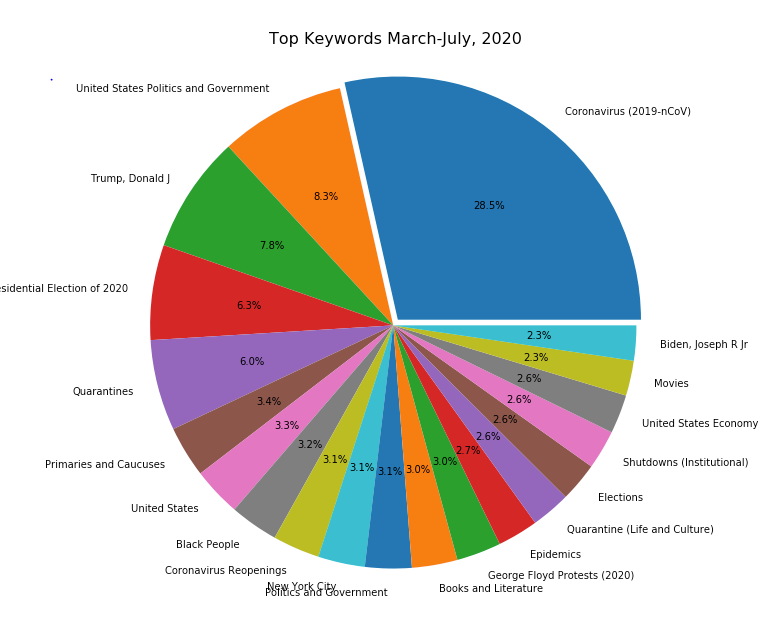 Top Keywords March-July, 2020
Coronavirus (2019-nCoV)
28.5%
United States Politics and Government
8.3%
Trump, Donald J
7.8%
Election of 2020
6.3%
Quarantines
6.0%
Primaries and Caucuses
3.4%
United States
3.3%
Black People
3.2%
Coronavirus Reopenings
3.1%
New York City
3.1%
Politics and Government
3.1%
Books and Literature
3.0%
George Floyd Protests (2020)
3.0%
Epidemics
2.7%
Quarantine (Life and Culture)
2.6%
Elections
2.6%
Shutdowns (Institutional)
2.6%
United States Economy
2.6%
Movies
2.3%
Biden, Joseph R Jr
2.3%